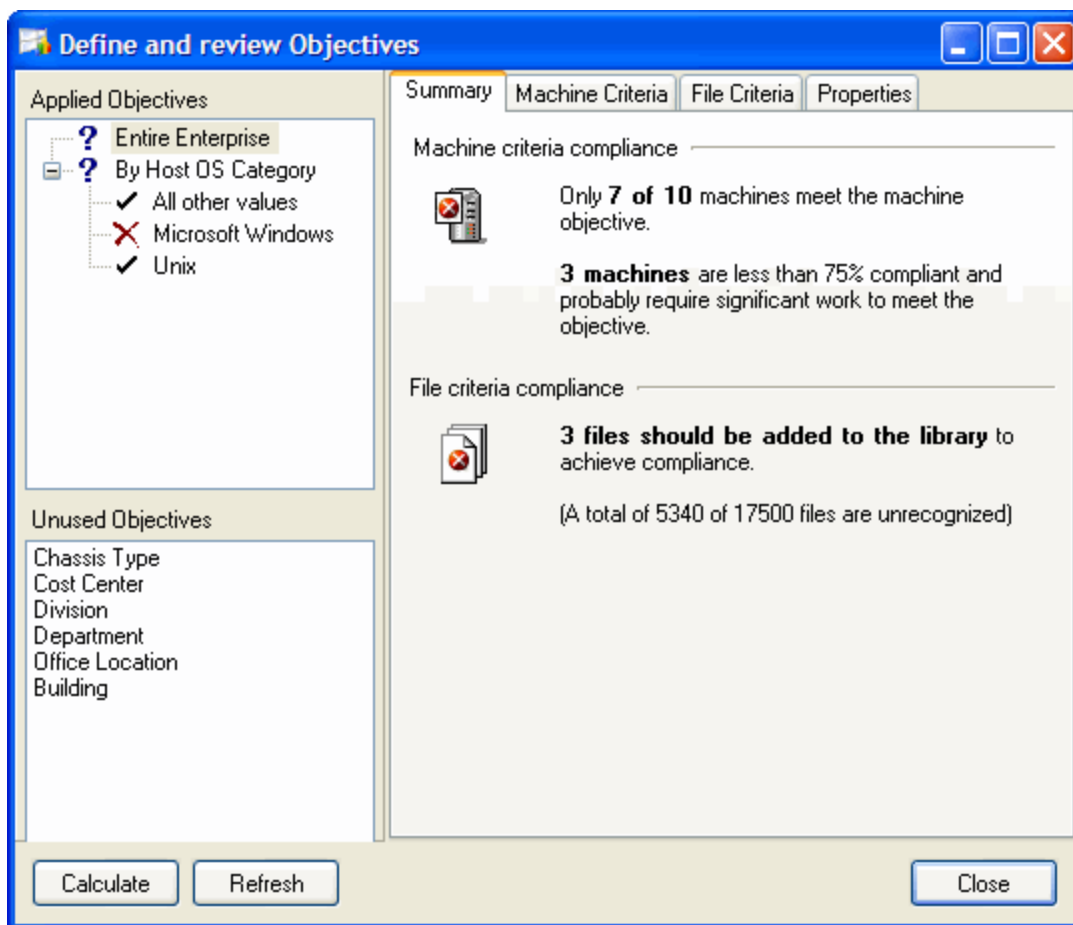 Define and review Objectives
Applied Objectives
? Entire Enterprise
? By Host OS Category
All other values
Microsoft Windows
Unix
Unused Objectives
Chassis Type
Cost Center
Division
Department
Office Location
Building
Summary
Machine Criteria
File Criteria
Properties
Machine criteria compliance
Only 7 of 10 machines meet the machine
objective.
3 machines are less than 75% compliant and
probably require significant work to meet the
objective.
File criteria compliance
3 files should be added to the library to
achieve compliance.
(A total of 5340 of 17500 files are unrecognized)
Calculate
Refresh
Close